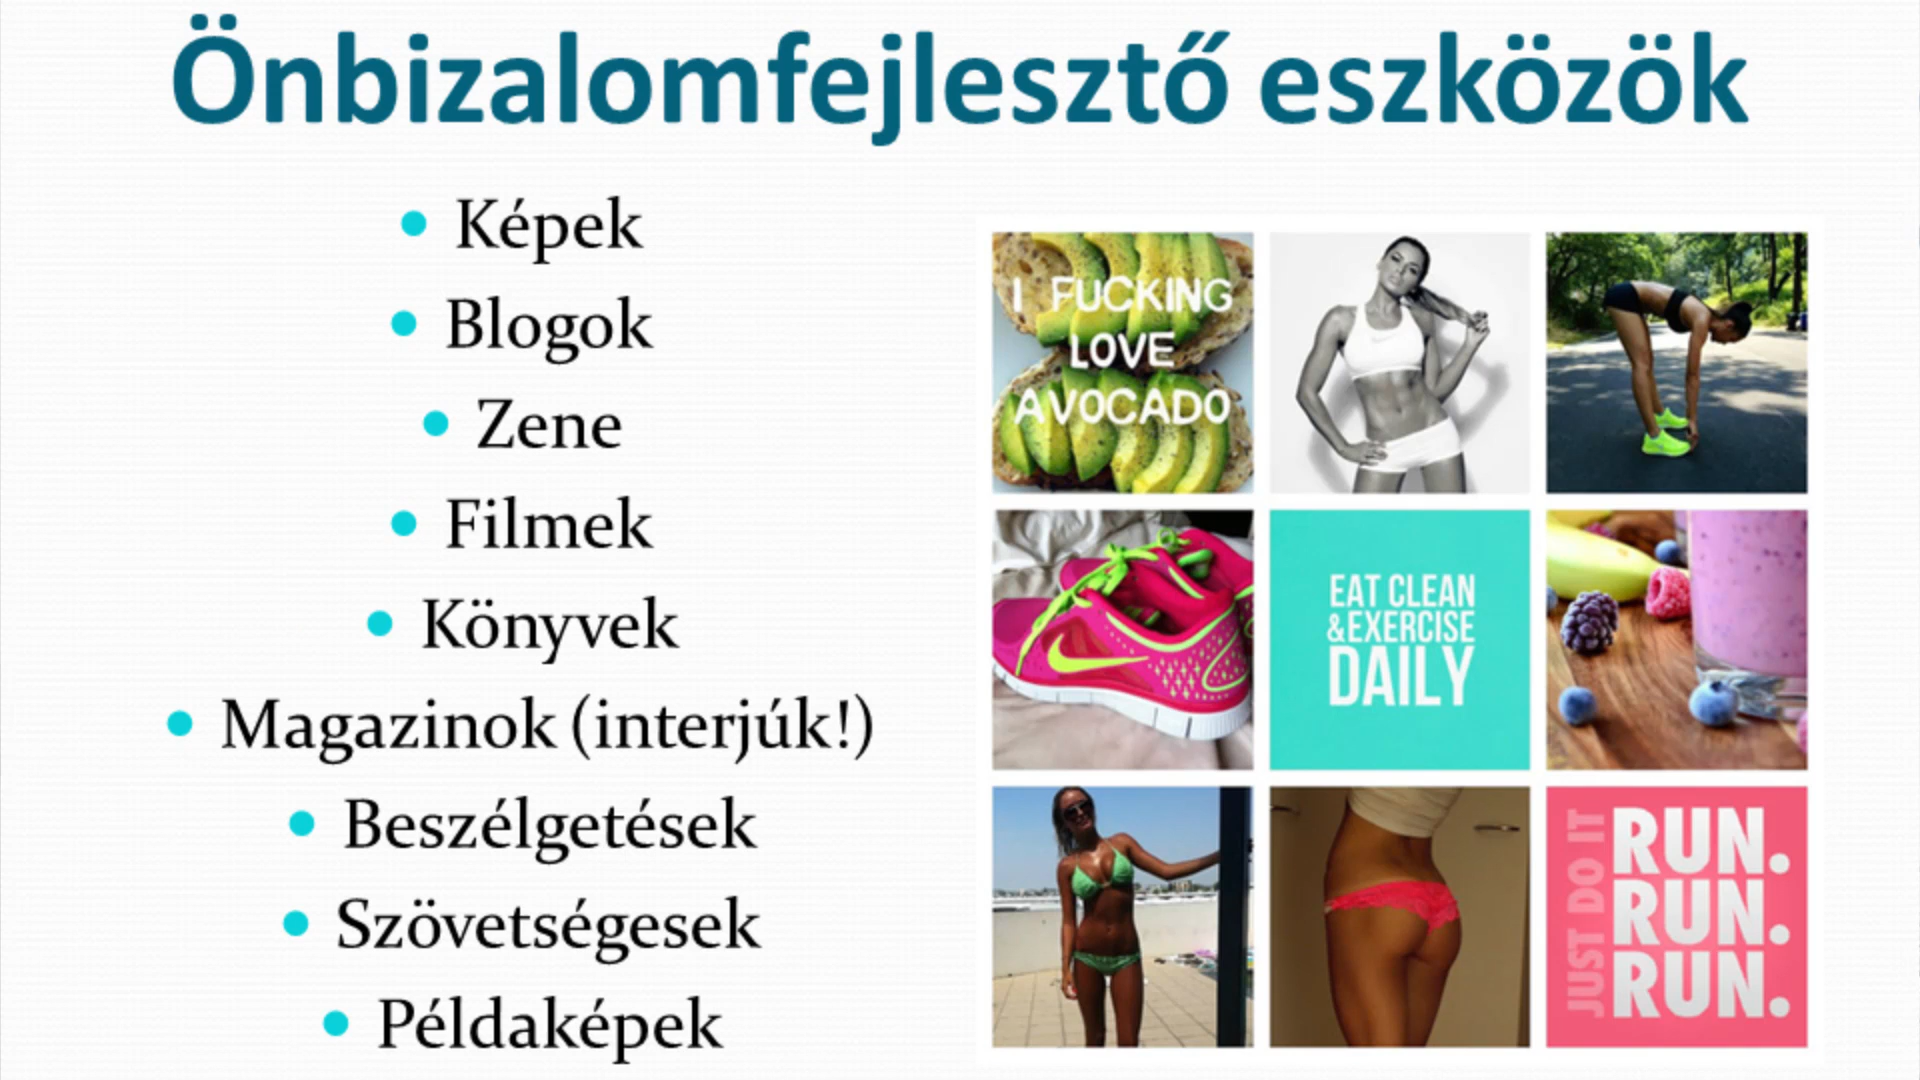 Önbizalomfejlesztő eszközök
Képek
Blogok
Zene
Filmek
Könyvek
Magazinok (interjúk!)
Beszélgetések
Szövetségesek
Példaképek
I FUCKING
LOVE
AVOCADO
EAT CLEAN
&EXERCISE
DAILY
JUST DO IT
RUN.
RUN.
RUN.